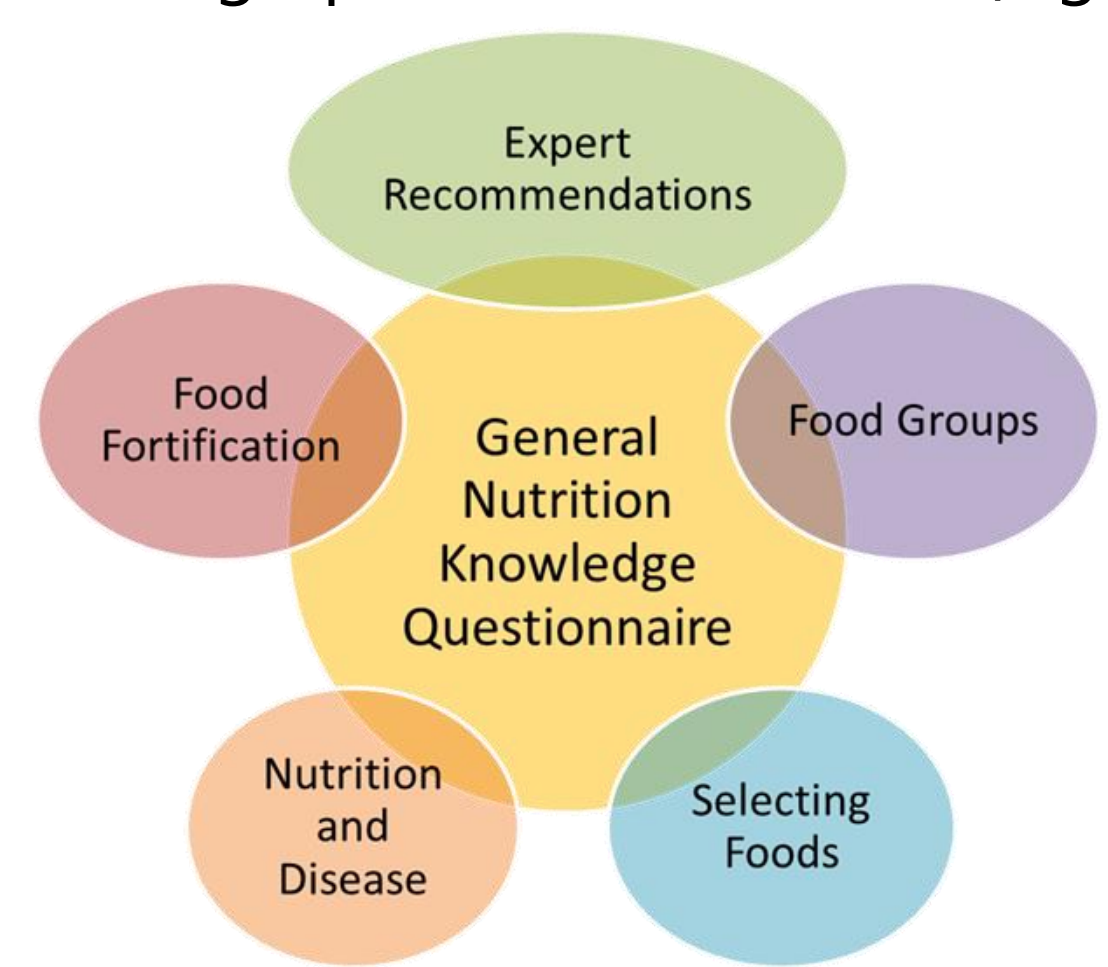 Expert
Recommendations
Food
Fortification
Food Groups
General
Nutrition
Knowledge
Questionnaire
Nutrition
and
Disease
Selecting
Foods